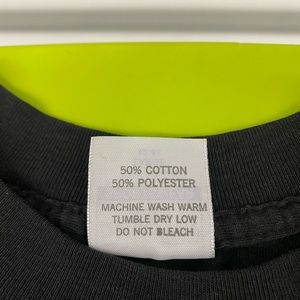 50% COTTON
50% POLYESTER
MACHINE WASH WARM
TUMBLE DRY LOW
DO NOT BLEACH